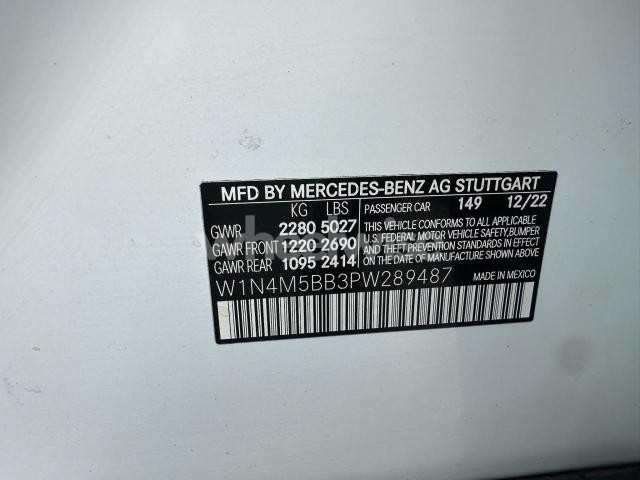 MFD BY MERCEDES-BENZ AG STUTTGART
KG LBS PASSENGER CAR 149 12/22
GVWR 2280 5027
GAWR FRONT 1220 2690
GAWR REAR 1095 2414
THIS VEHICLE CONFORMS TO ALL APPLICABLE
U.S. FEDERAL MOTOR VEHICLE SAFETY,BUMPER
AND THEFT PREVENTION STANDARDS IN EFFECT
ON THE DATE OF MANUFACTURE SHOWN ABOVE.
W1N4M5BB3PW289487 MADE IN MEXICO